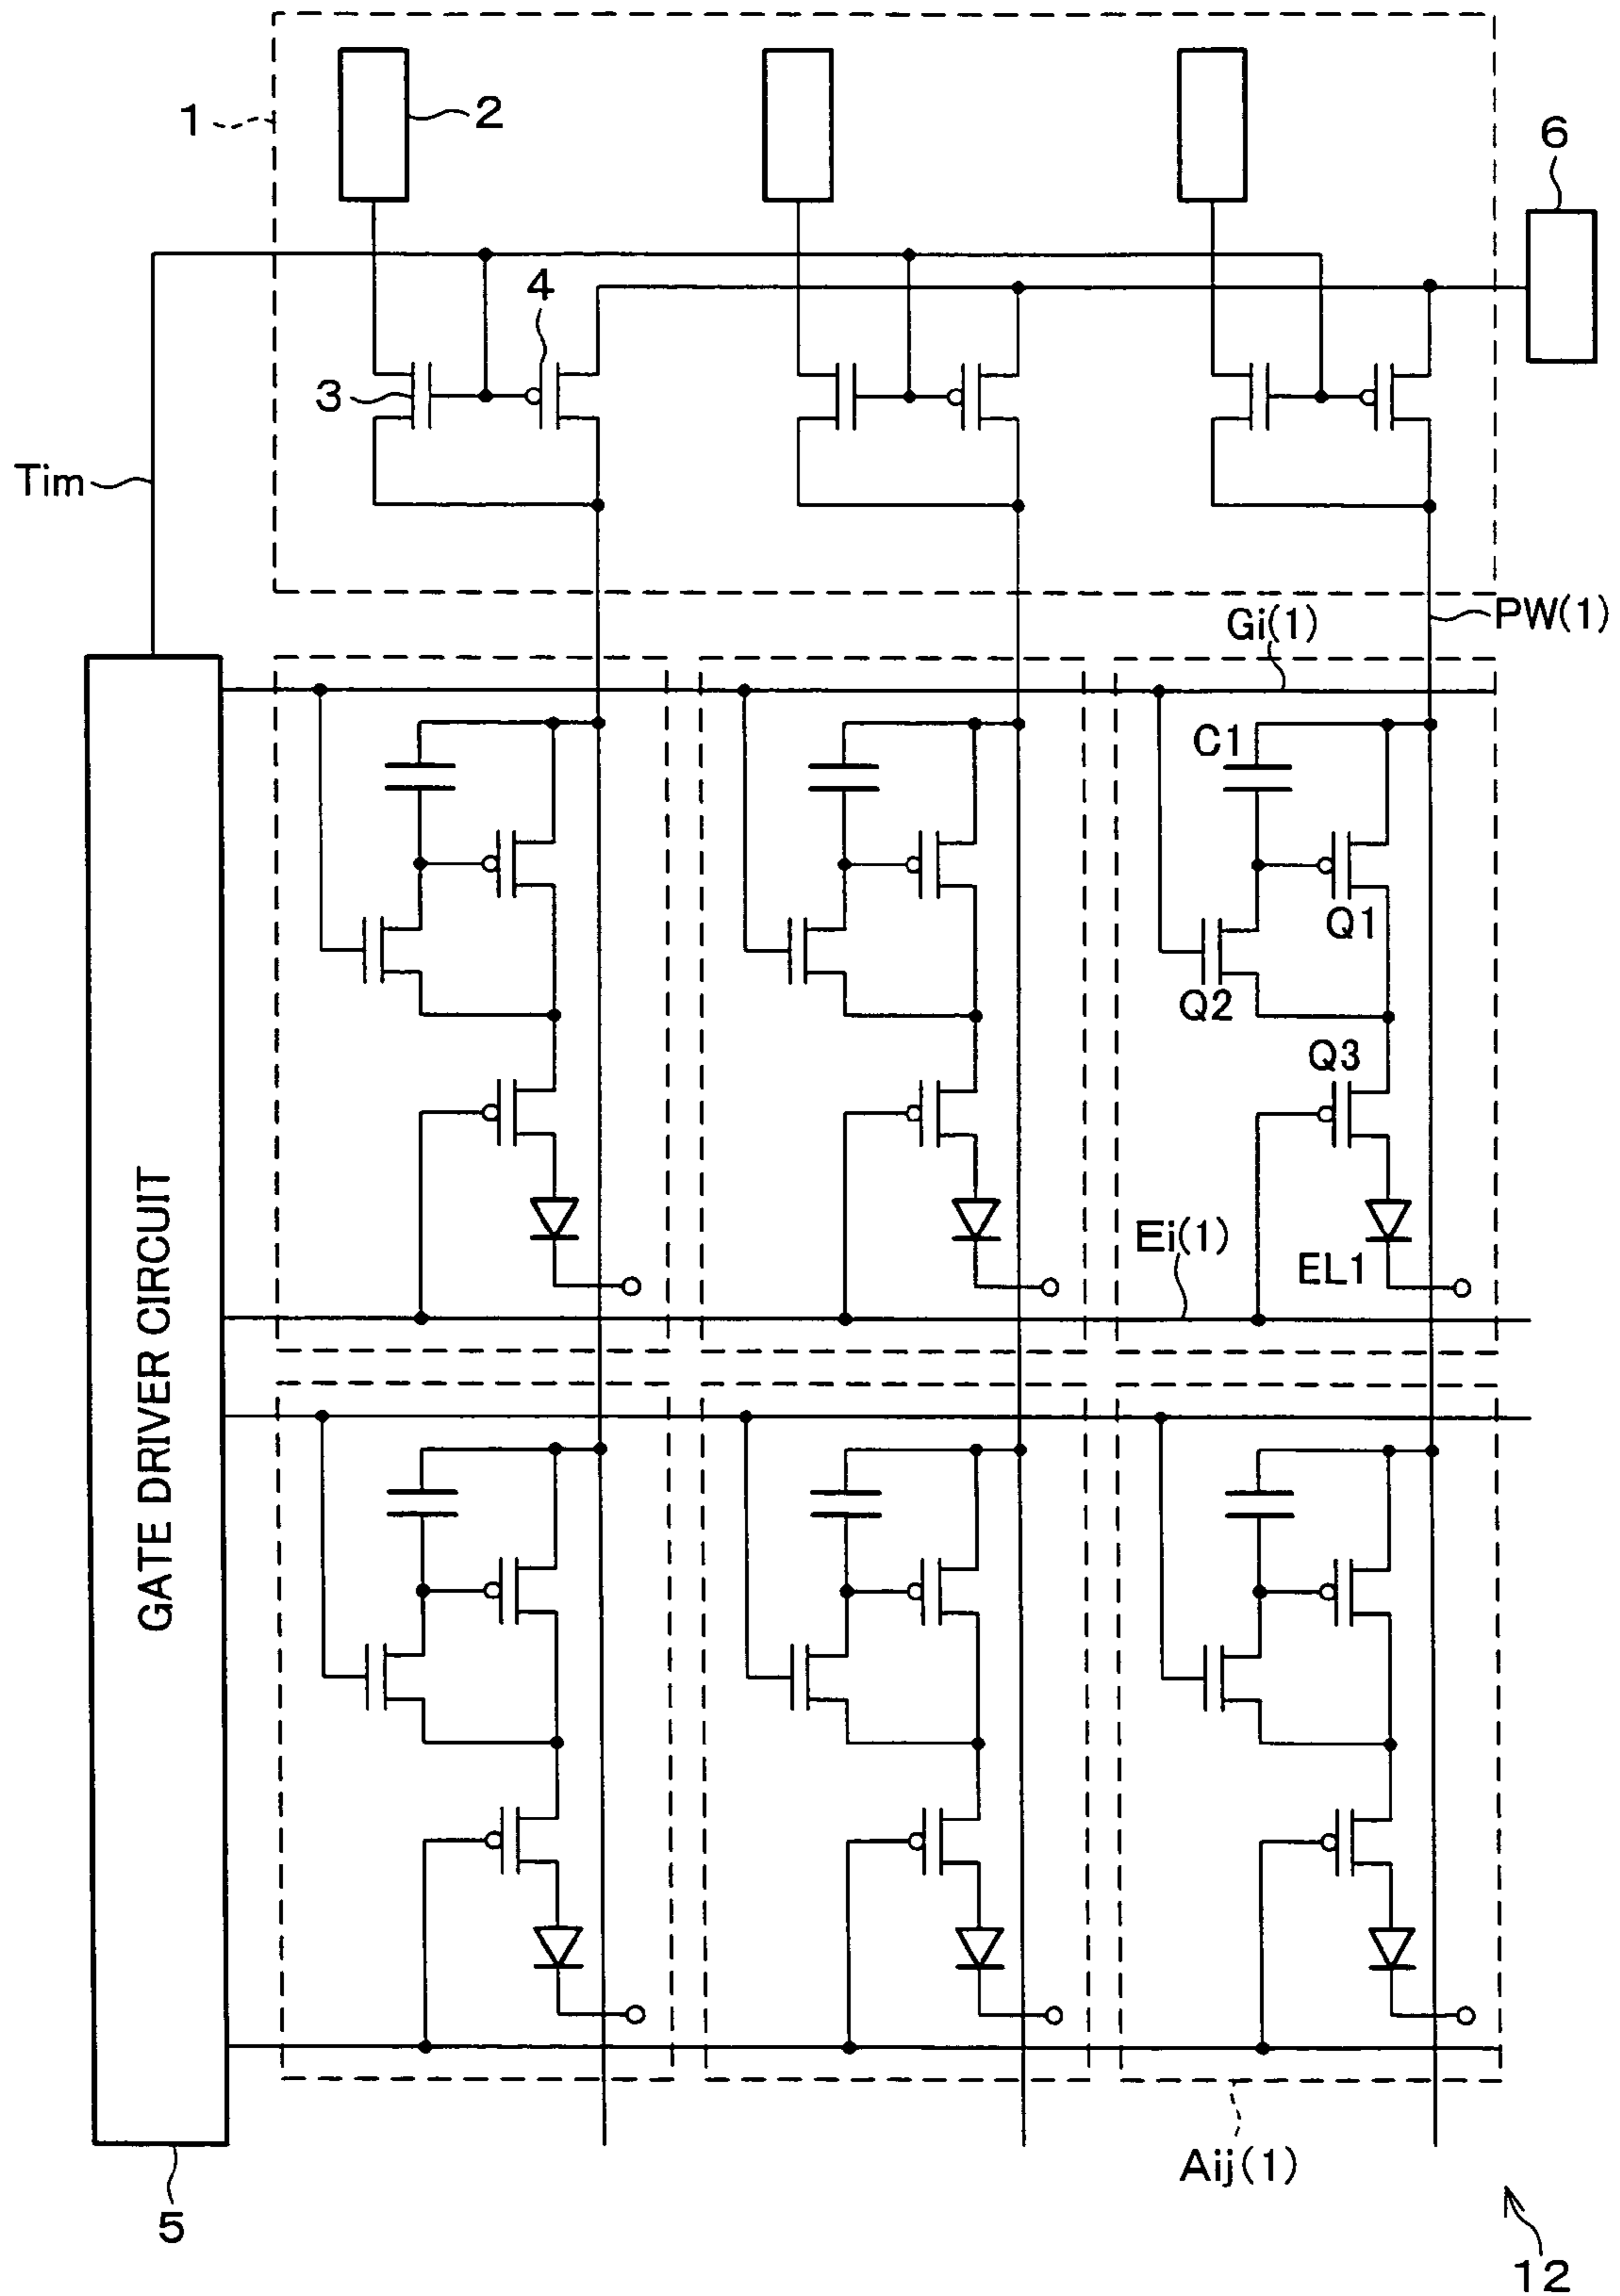 1
2
6
4
3
Tim
PW(1)
Gi(1)
C1
Q1
Q2
Q3
Ei(1)
EL1
GATE DRIVER CIRCUIT
Aij(1)
5
12